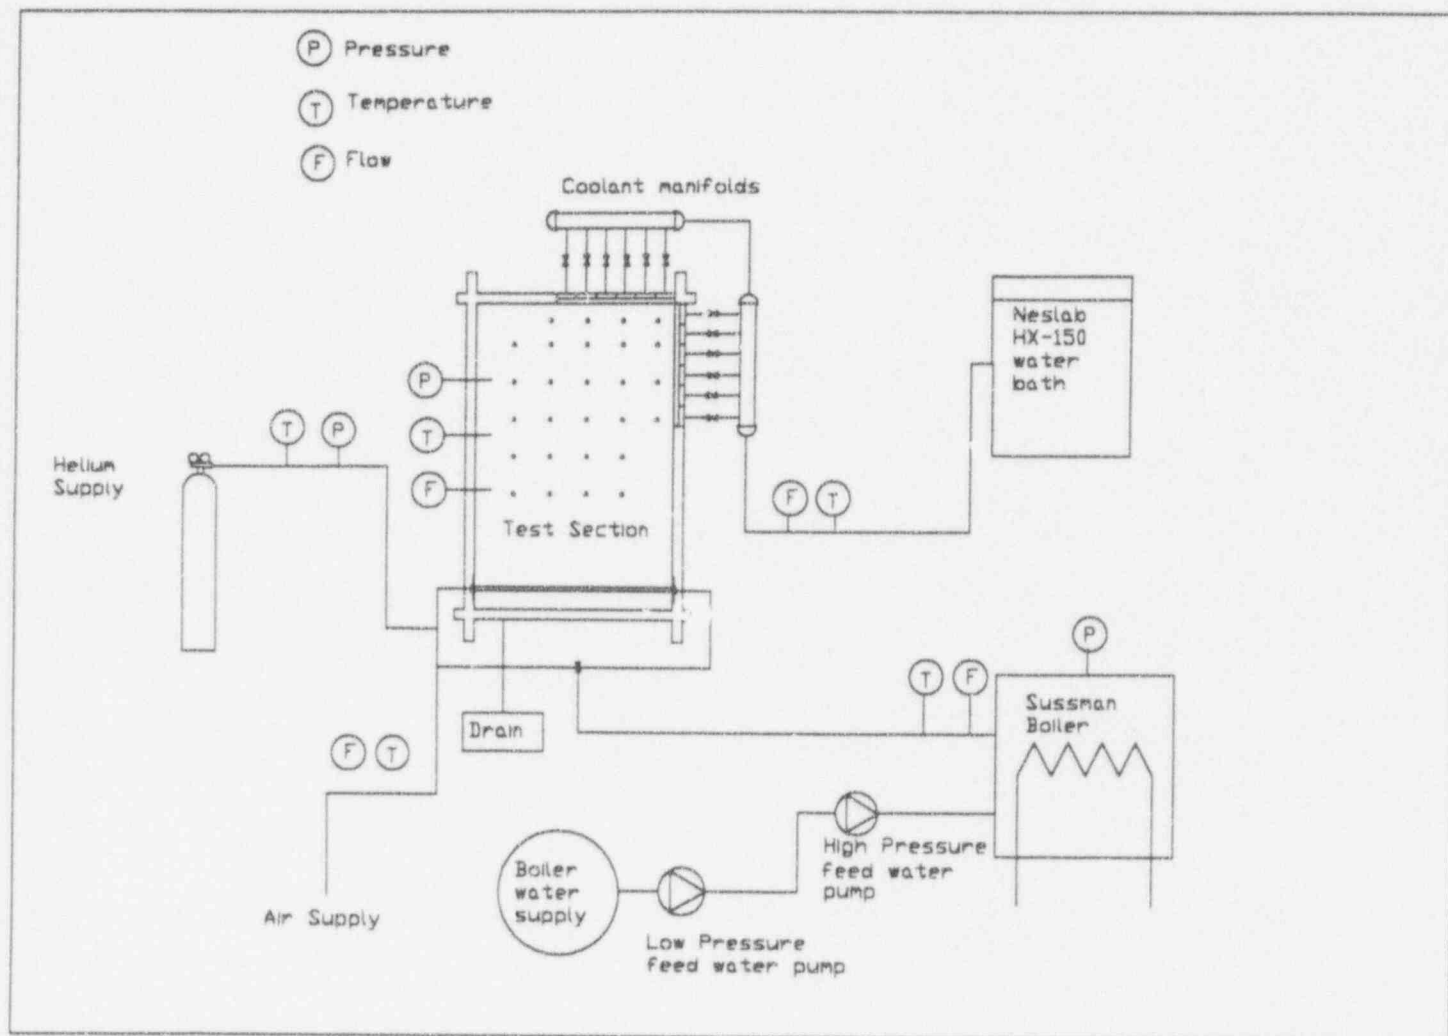 P Pressure
T Temperature
F Flow
Coolant manifolds
Neslab
HX-150
water
bath
P
T
F
T P
Helium
Supply
F T
Test Section
P
T F
Sussman
Boiler
Drain
F T
High Pressure
feed water
pump
Boiler
water
supply
Air Supply
Low Pressure
feed water pump